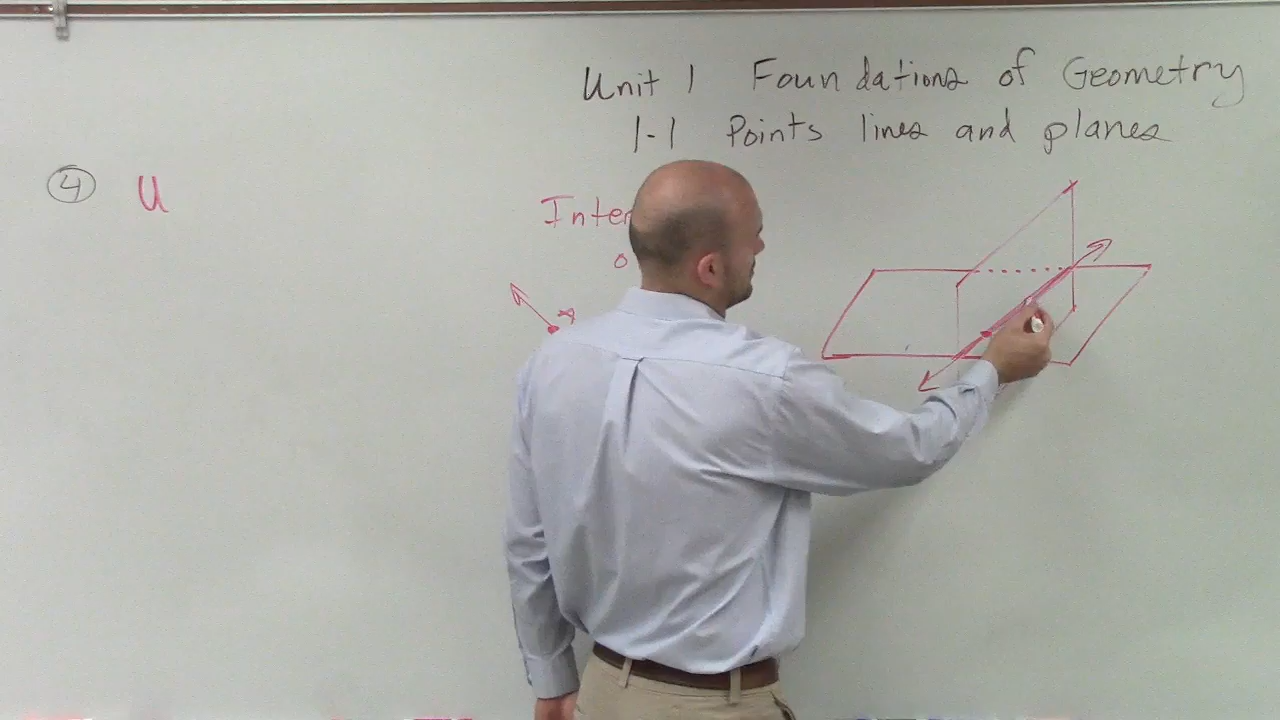 Unit 1 Foundations of Geometry
1-1 Points lines and planes
4 U
Inter